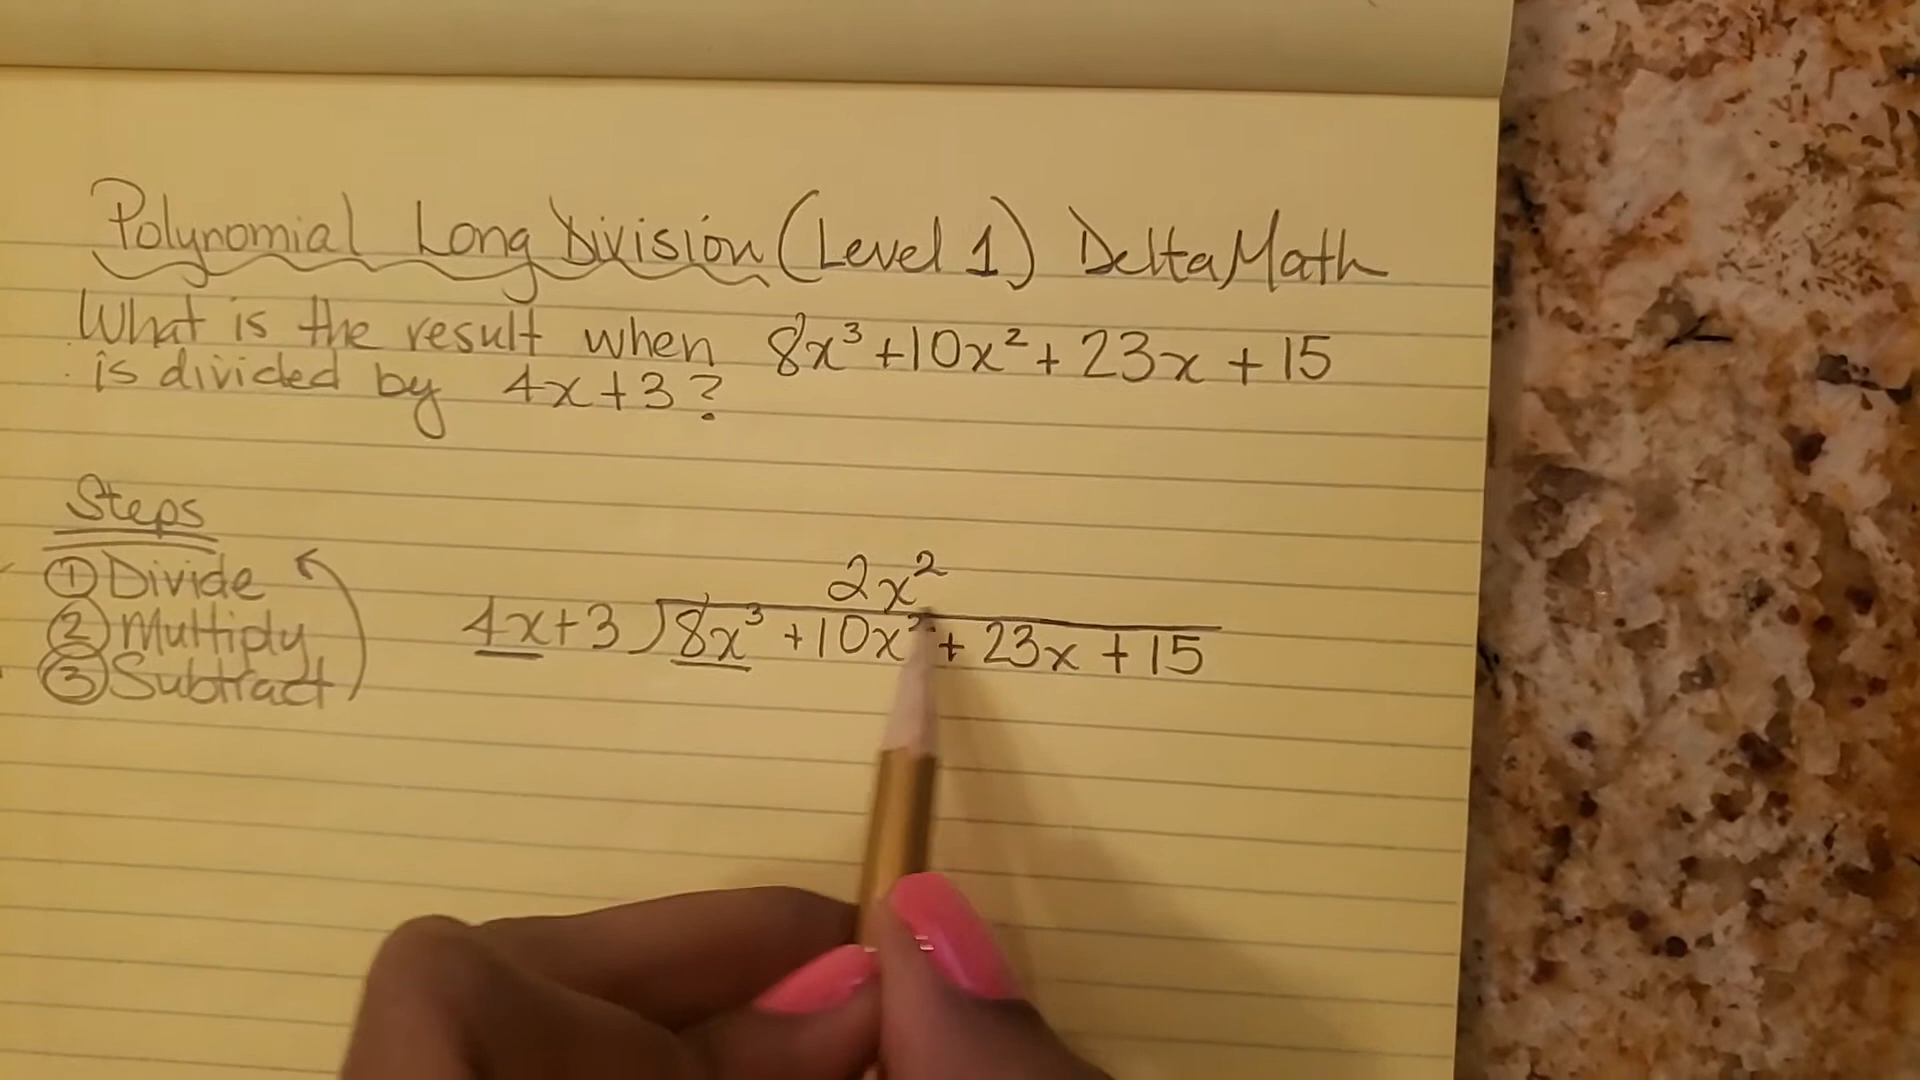 Polynomial Long Division (Level 1) DeltaMath
What is the result when 8x³ + 10x² + 23x + 15
is divided by 4x + 3?
Steps
① Divide
② Multiply
③ Subtract
2x²
4x + 3 ) 8x³ + 10x² + 23x + 15